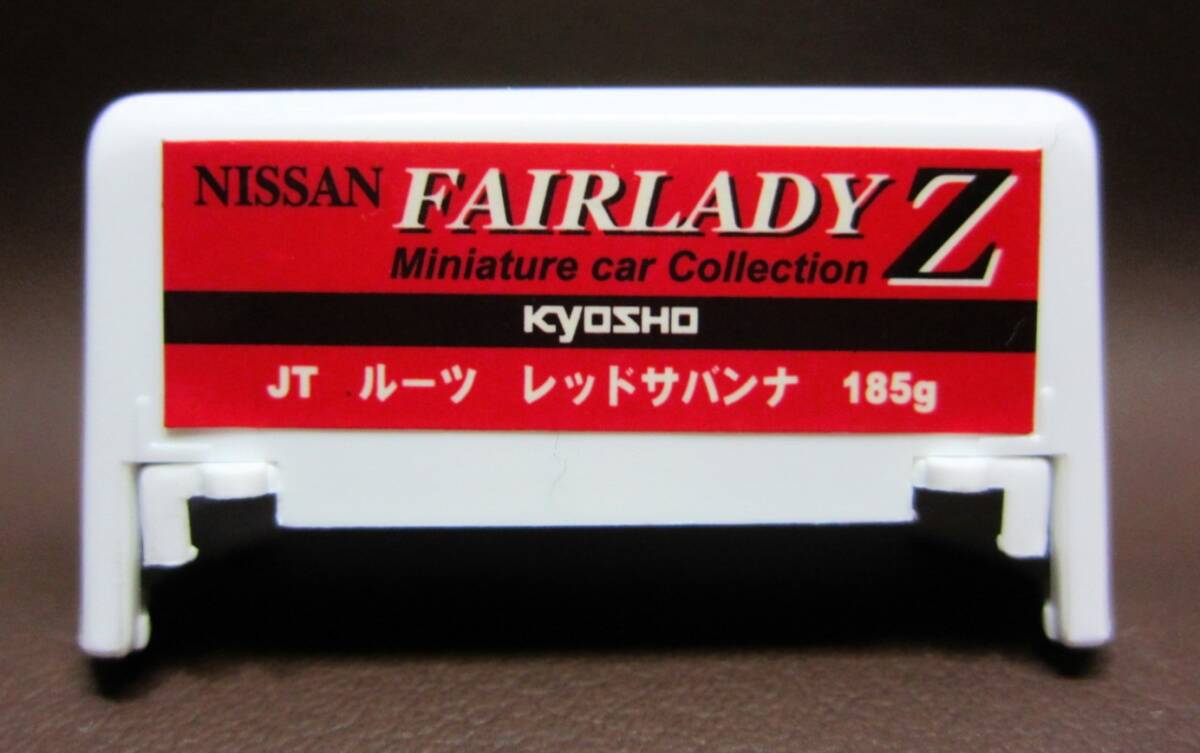 NISSAN FAIRLADY Z
Miniature car Collection
KYOSHO
JT ルーツ レッドサバンナ 185g